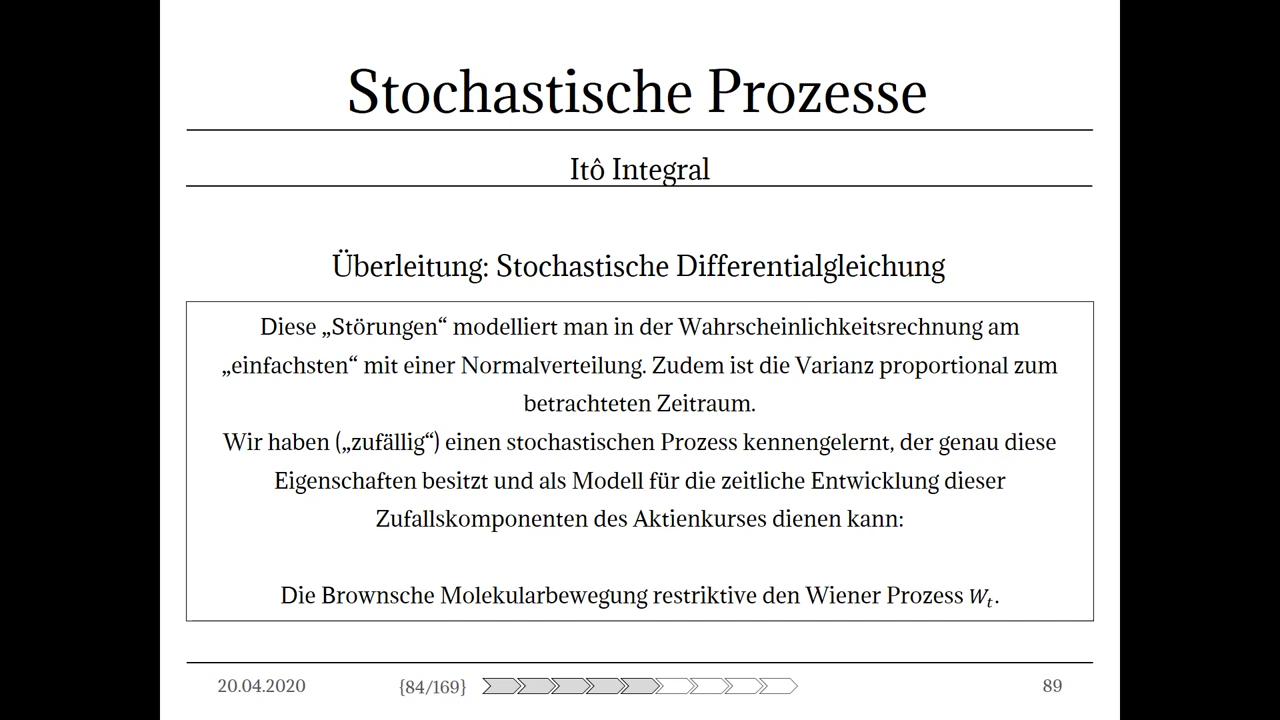 Stochastische Prozesse
Itô Integral
Überleitung: Stochastische Differentialgleichung
Diese „Störungen“ modelliert man in der Wahrscheinlichkeitsrechnung am
„einfachsten“ mit einer Normalverteilung. Zudem ist die Varianz proportional zum
betrachteten Zeitraum.
Wir haben („zufällig“) einen stochastischen Prozess kennengelernt, der genau diese
Eigenschaften besitzt und als Modell für die zeitliche Entwicklung dieser
Zufallskomponenten des Aktienkurses dienen kann:
Die Brownsche Molekularbewegung restriktive den Wiener Prozess Wₜ.
20.04.2020 {84/169} 89